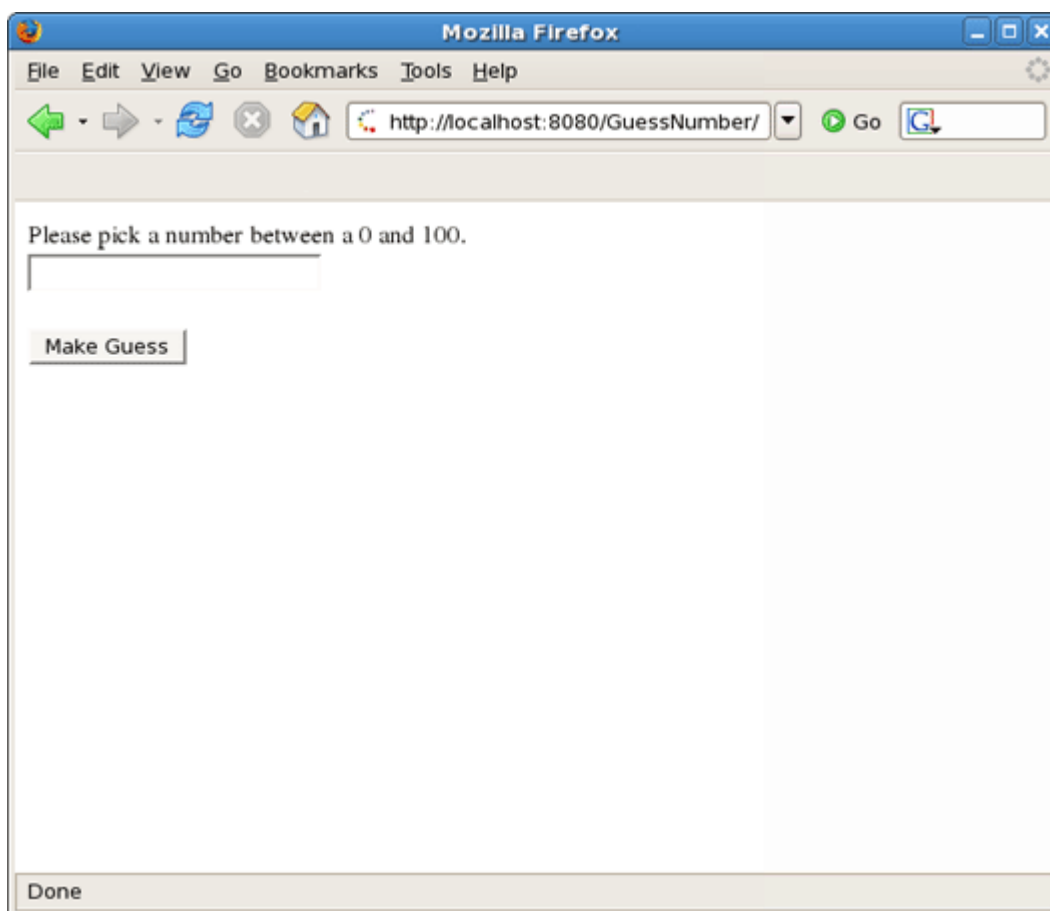 Mozilla Firefox
File Edit View Go Bookmarks Tools Help
http://localhost:8080/GuessNumber/ Go G
Please pick a number between a 0 and 100.
Make Guess
Done